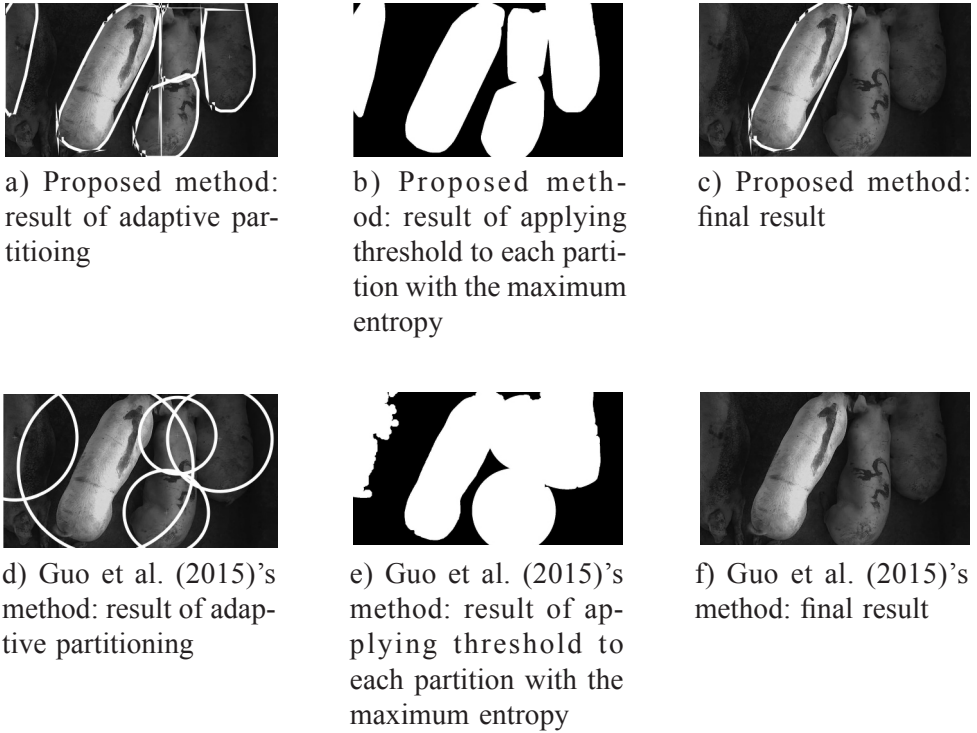 a) Proposed method:
result of adaptive par-
titioing
b) Proposed meth-
od: result of applying
threshold to each parti-
tion with the maximum
entropy
c) Proposed method:
final result
d) Guo et al. (2015)'s
method: result of adap-
tive partitioning
e) Guo et al. (2015)'s
method: result of ap-
plying threshold to
each partition with the
maximum entropy
f) Guo et al. (2015)'s
method: final result